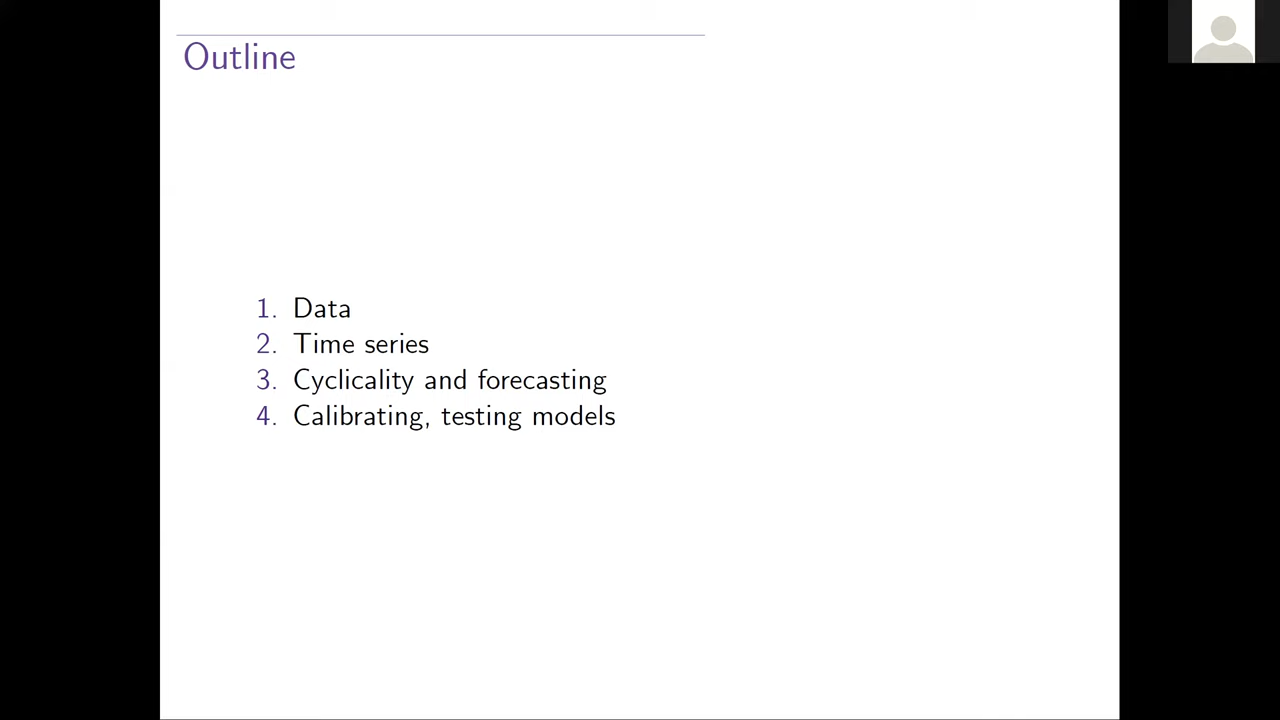 Outline
1. Data
2. Time series
3. Cyclicality and forecasting
4. Calibrating, testing models